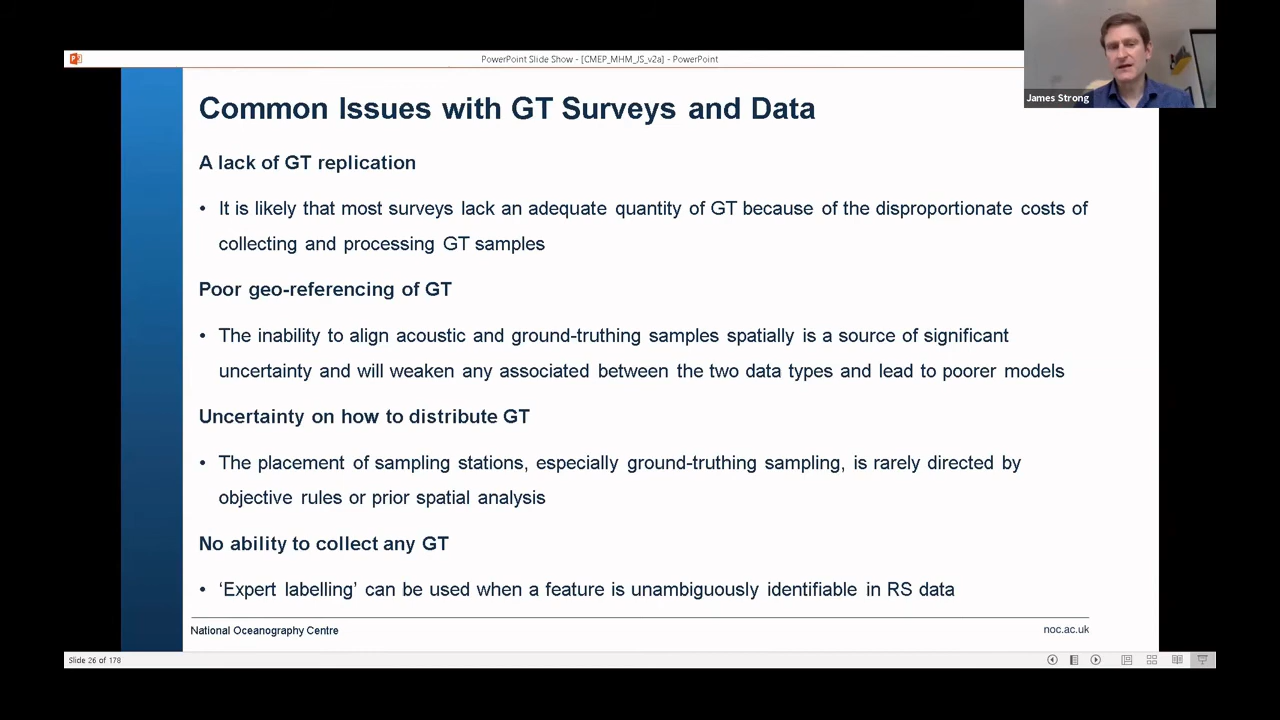 PowerPoint Slide Show - [CMEP_MHM_JS_v2a] - PowerPoint
James Strong
Common Issues with GT Surveys and Data
A lack of GT replication
• It is likely that most surveys lack an adequate quantity of GT because of the disproportionate costs of
collecting and processing GT samples
Poor geo-referencing of GT
• The inability to align acoustic and ground-truthing samples spatially is a source of significant
uncertainty and will weaken any associated between the two data types and lead to poorer models
Uncertainty on how to distribute GT
• The placement of sampling stations, especially ground-truthing sampling, is rarely directed by
objective rules or prior spatial analysis
No ability to collect any GT
• ‘Expert labelling’ can be used when a feature is unambiguously identifiable in RS data
National Oceanography Centre
noc.ac.uk
Slide 26 of 178